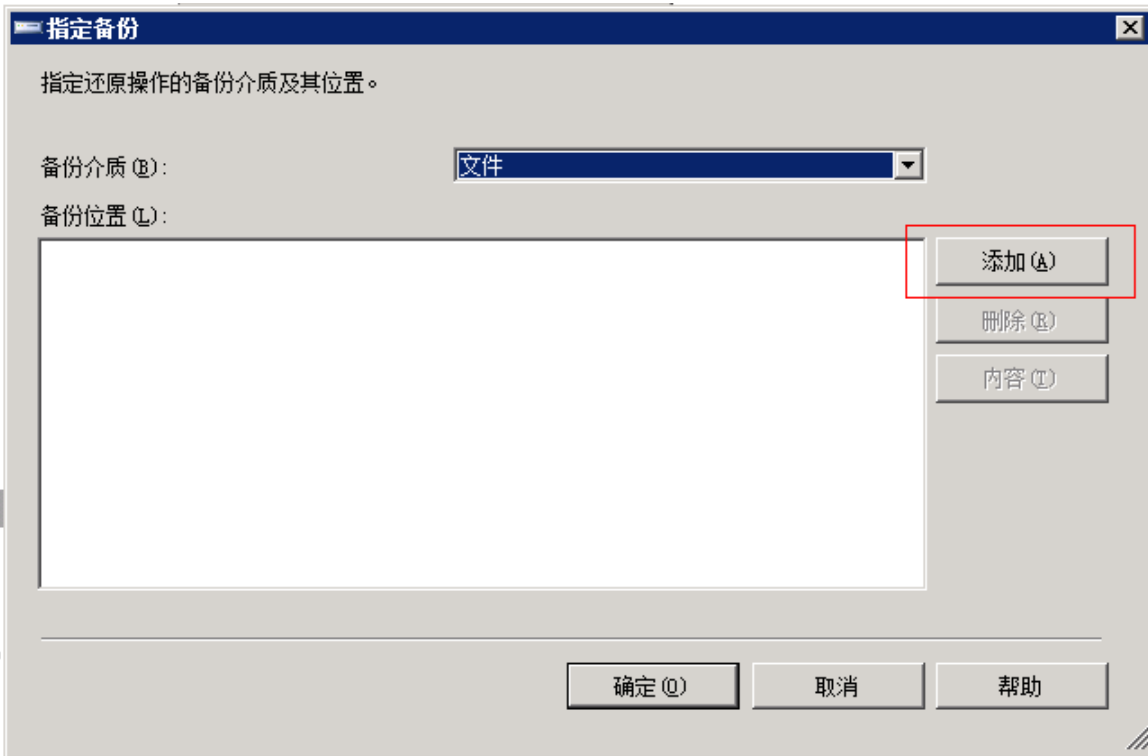 指定备份
指定还原操作的备份介质及其位置。
备份介质(B):
文件
备份位置(L):
添加(A)
删除(R)
内容(T)
确定(O)
取消
帮助